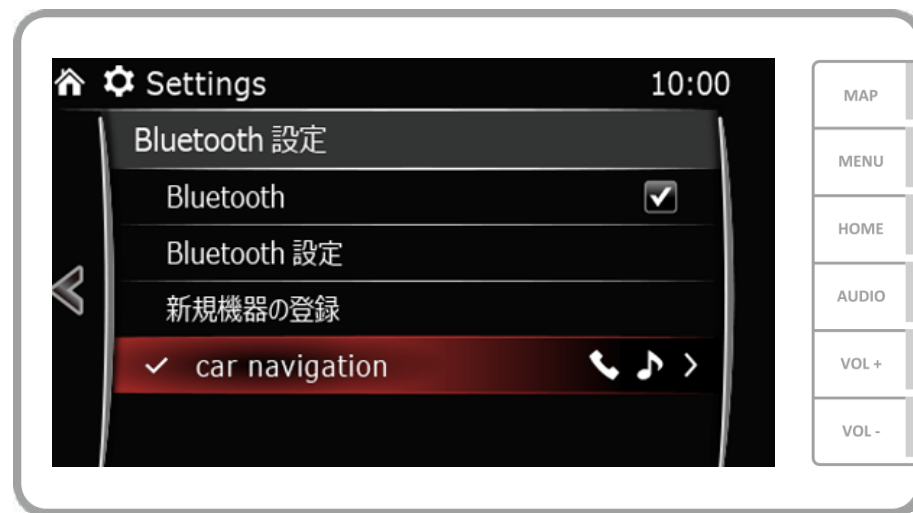 Settings 10:00
Bluetooth 設定
Bluetooth
Bluetooth 設定
新規機器の登録
car navigation
MAP
MENU
HOME
AUDIO
VOL +
VOL -